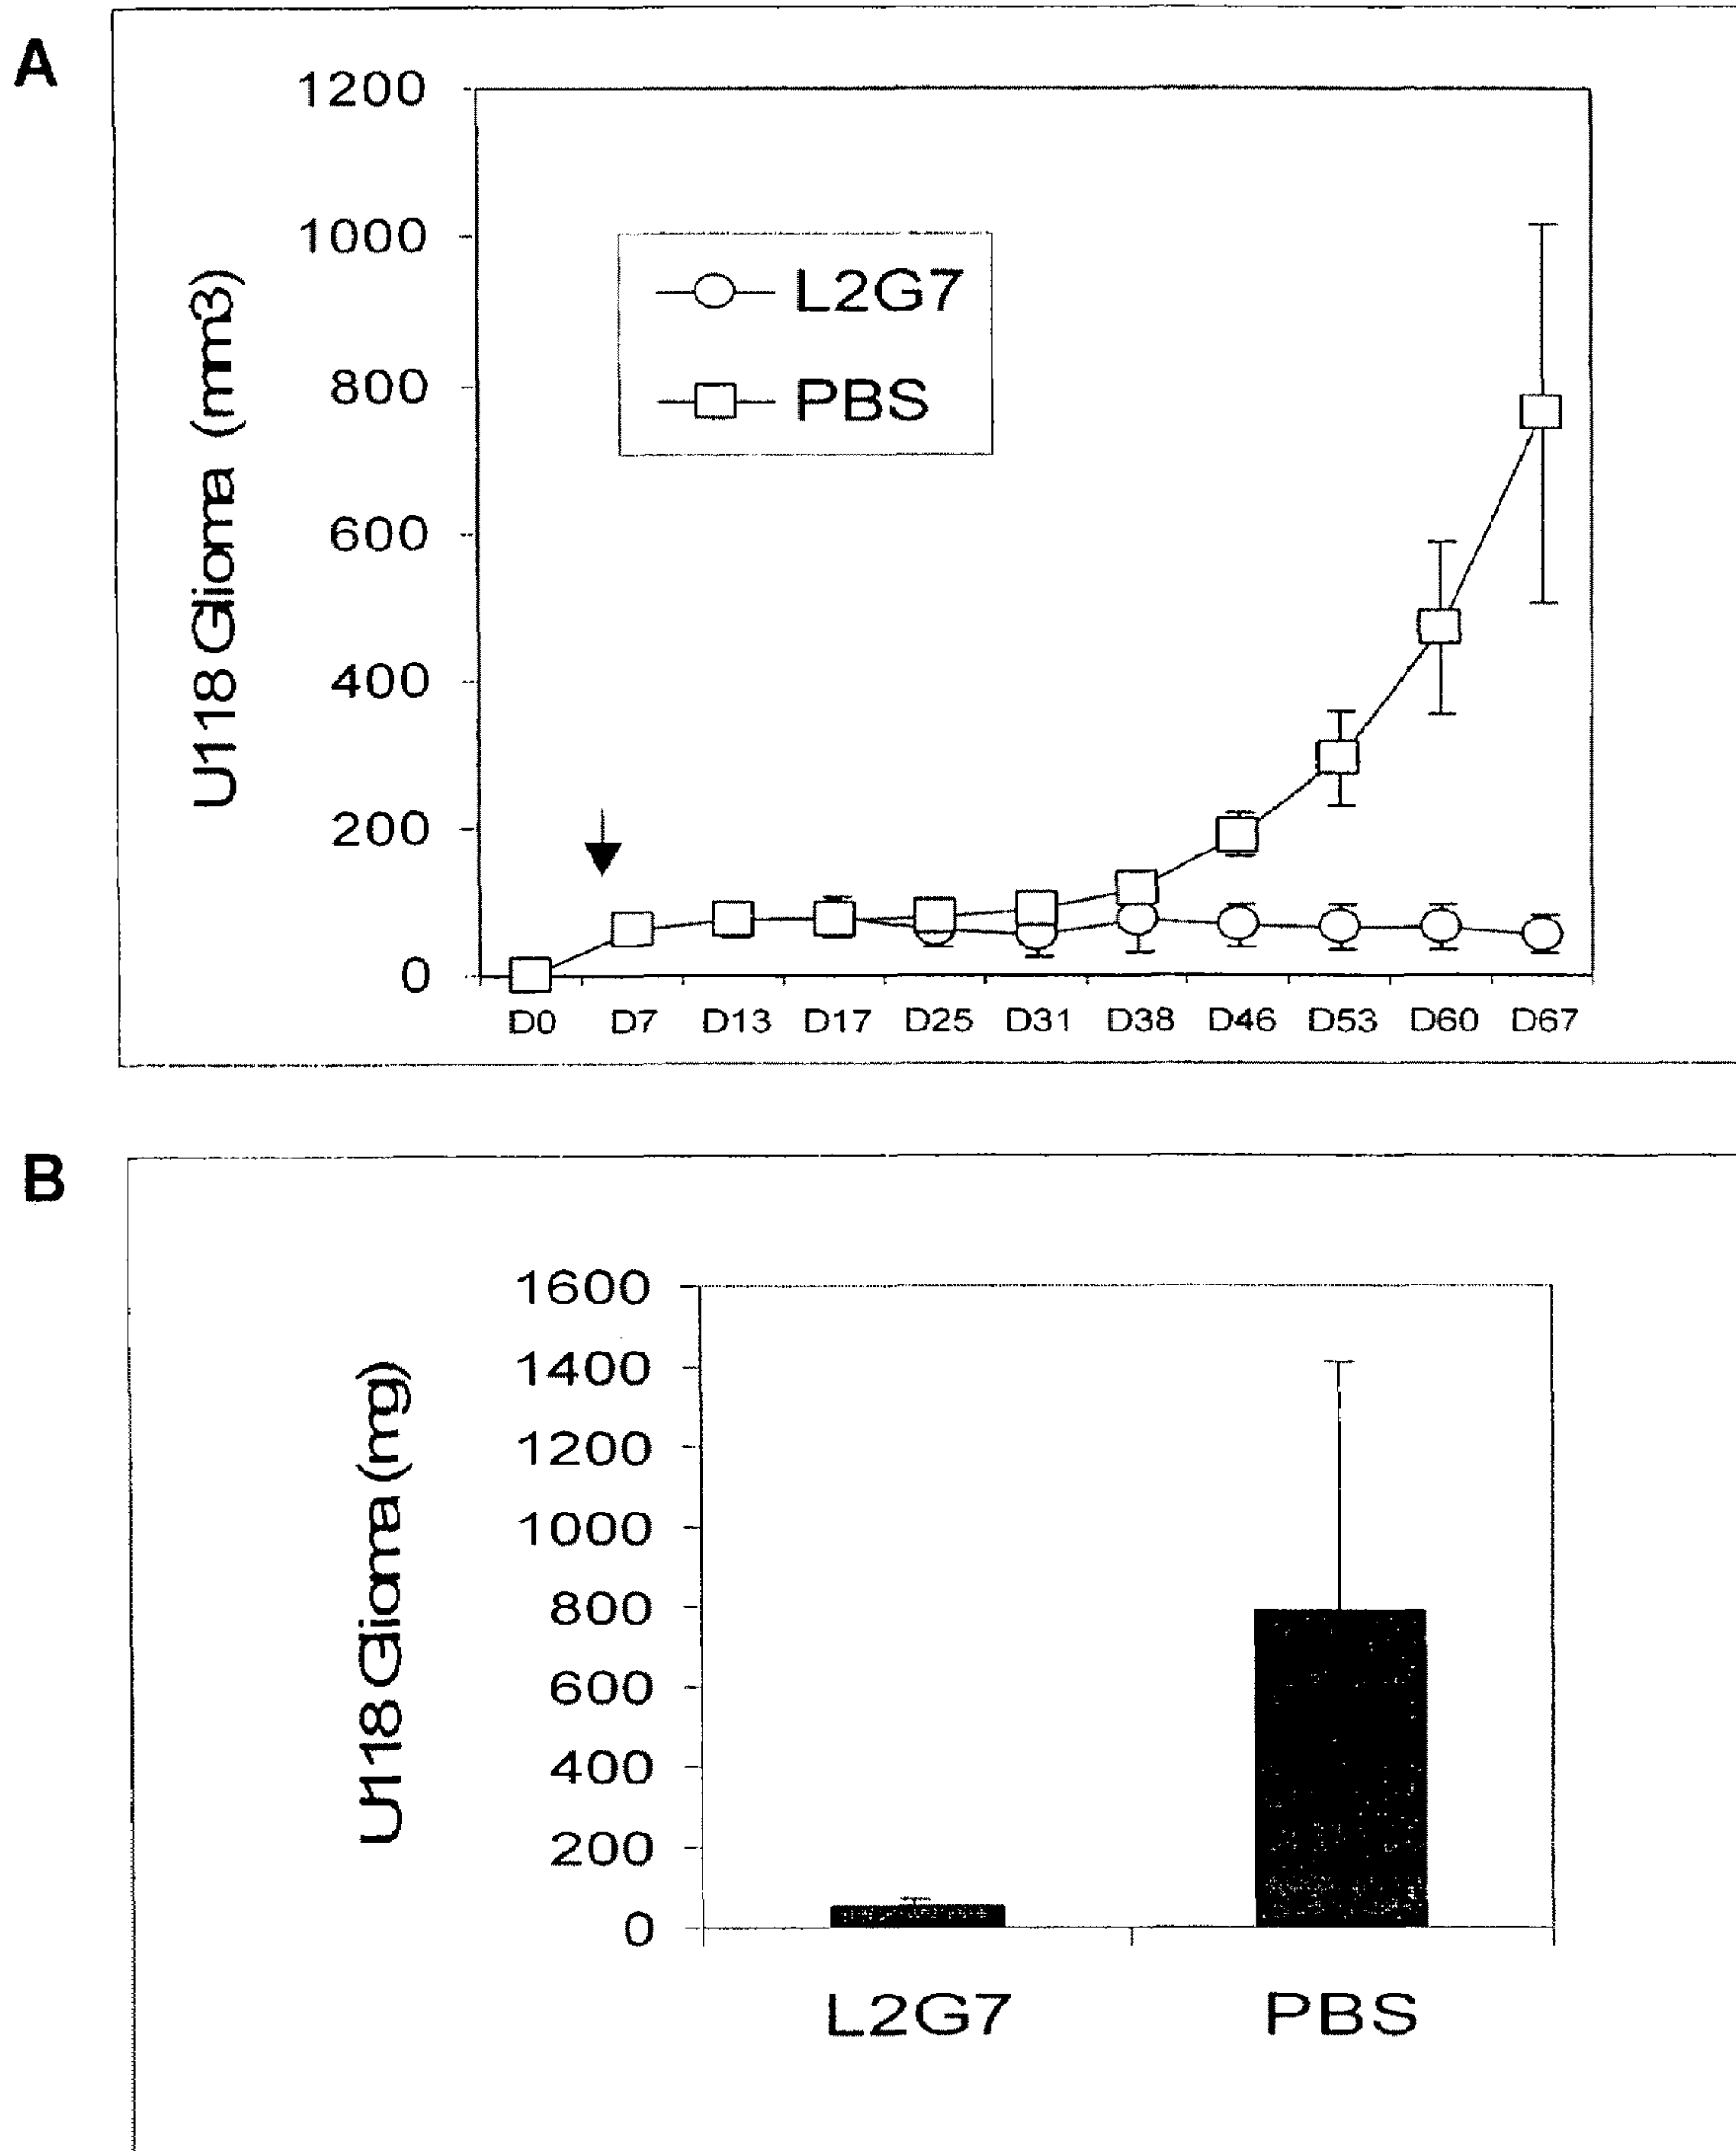 A
1200
1000
800
600
400
200
0
U118 Glioma (mm3)
L2G7
PBS
D0 D7 D13 D17 D25 D31 D38 D46 D53 D60 D67
B
1600
1400
1200
1000
800
600
400
200
0
U118 Glioma (mg)
L2G7 PBS